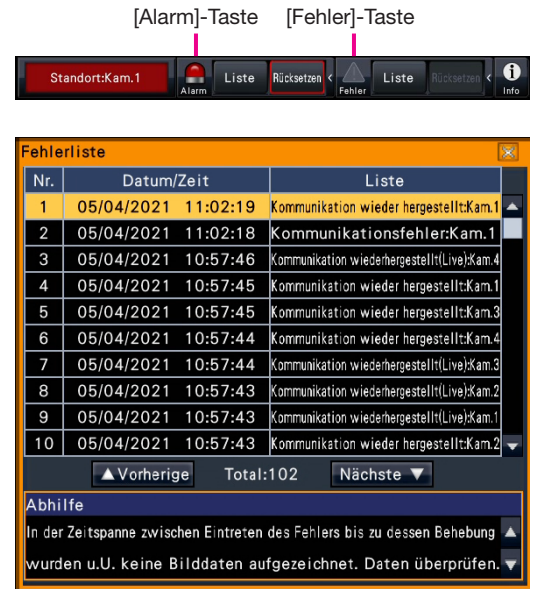 [Alarm]-Taste [Fehler]-Taste
Standort:Kam.1 Alarm Liste Rücksetzen < Fehler Liste Rücksetzen < i Info
Fehlerliste
Nr. Datum/Zeit Liste
1 05/04/2021 11:02:19 Kommunikation wieder hergestellt:Kam.1
2 05/04/2021 11:02:18 Kommunikationsfehler:Kam.1
3 05/04/2021 10:57:46 Kommunikation wiederhergestellt(Live):Kam.4
4 05/04/2021 10:57:45 Kommunikation wieder hergestellt:Kam.1
5 05/04/2021 10:57:45 Kommunikation wieder hergestellt:Kam.3
6 05/04/2021 10:57:44 Kommunikation wieder hergestellt:Kam.4
7 05/04/2021 10:57:44 Kommunikation wiederhergestellt(Live):Kam.3
8 05/04/2021 10:57:43 Kommunikation wiederhergestellt(Live):Kam.2
9 05/04/2021 10:57:43 Kommunikation wiederhergestellt(Live):Kam.1
10 05/04/2021 10:57:43 Kommunikation wieder hergestellt:Kam.2
▲Vorherige Total:102 Nächste ▼
Abhilfe
In der Zeitspanne zwischen Eintreten des Fehlers bis zu dessen Behebung
wurden u.U. keine Bilddaten aufgezeichnet. Daten überprüfen.